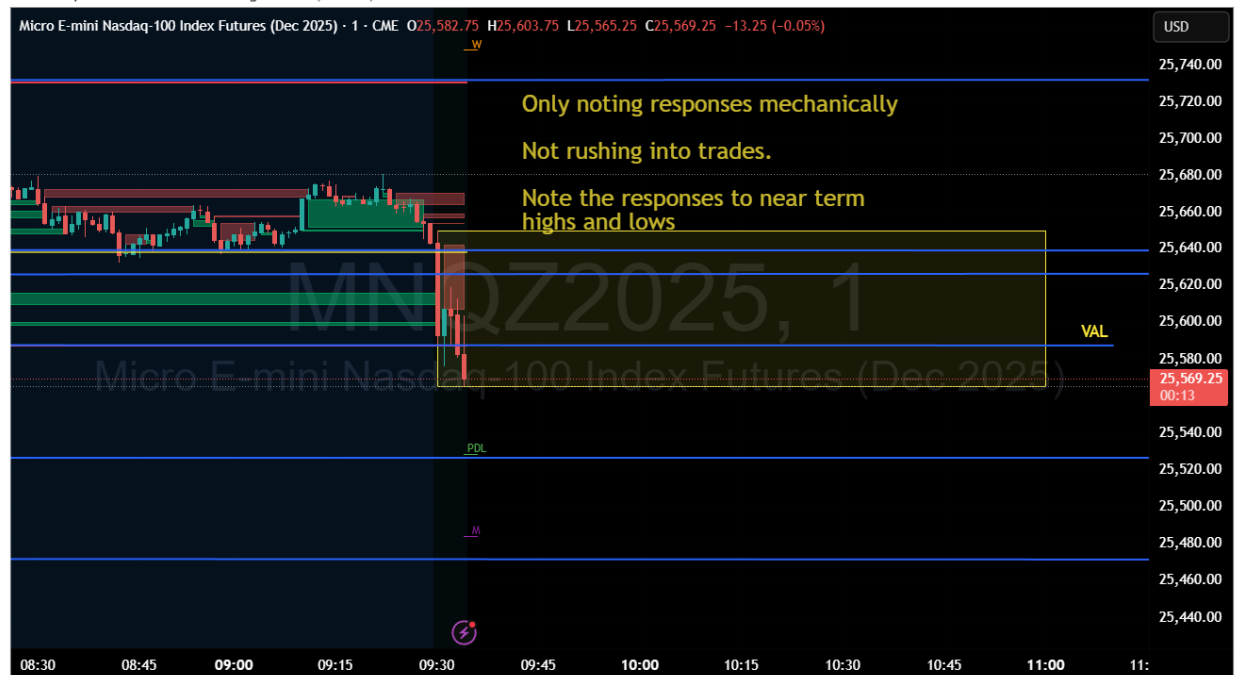 Micro E-mini Nasdaq-100 Index Futures (Dec 2025) · 1 · CME O25,582.75 H25,603.75 L25,565.25 C25,569.25 −13.25 (−0.05%)
USD
W
25,740.00
Only noting responses mechanically
25,720.00
Not rushing into trades.
25,700.00
25,680.00
Note the responses to near term
highs and lows
25,660.00
25,640.00
MNQZ2025, 1
25,620.00
25,600.00
VAL
25,580.00
Micro E-mini Nasdaq-100 Index Futures (Dec 2025)
25,569.25
00:13
25,540.00
PDL
25,520.00
25,500.00
M
25,480.00
25,460.00
25,440.00
08:30 08:45 09:00 09:15 09:30 09:45 10:00 10:15 10:30 10:45 11:00 11: